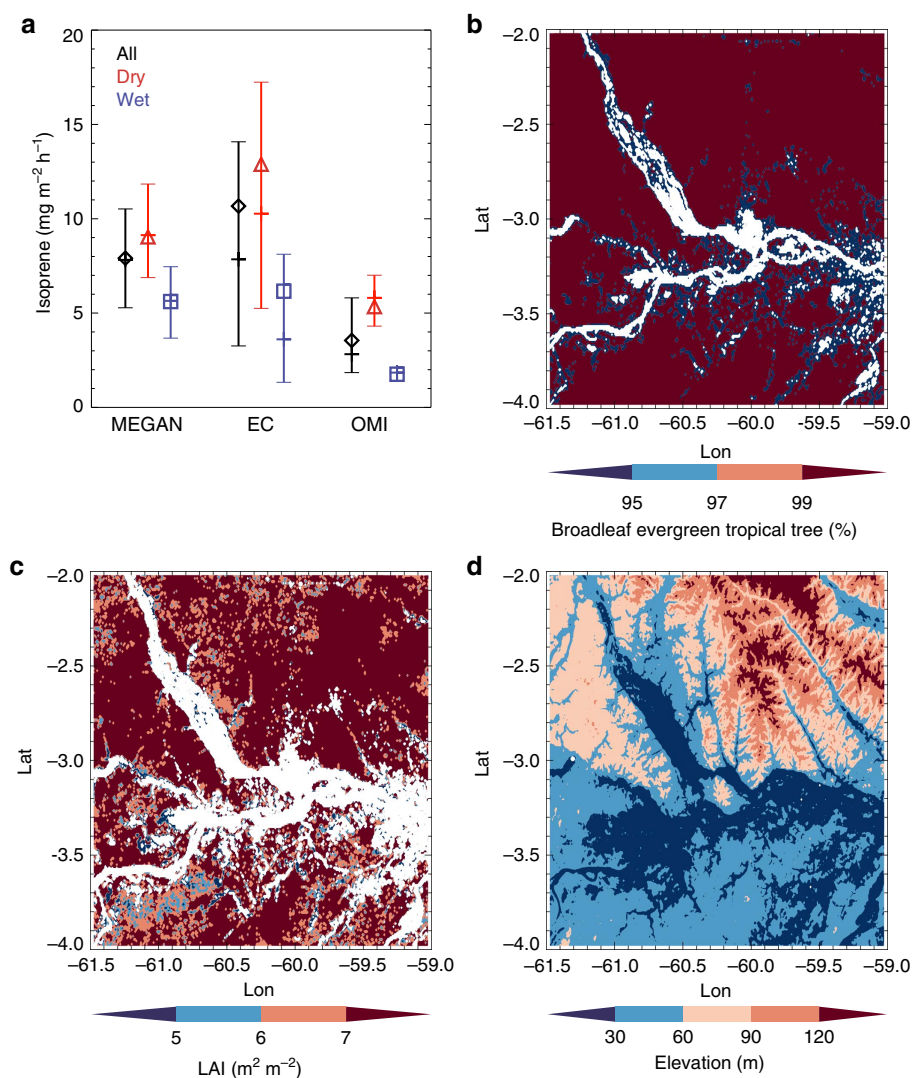 a
20
15
10
5
0
Isoprene (mg m⁻² h⁻¹)
All
Dry
Wet
MEGAN EC OMI
b
−2.0
−2.5
−3.0
−3.5
−4.0
Lat
−61.5 −61.0 −60.5 −60.0 -59.5 −59.0
Lon
95 97 99
Broadleaf evergreen tropical tree (%)
c
−2.0
−2.5
−3.0
-3.5
−4.0
Lat
−61.5 −61.0 −60.5 −60.0 -59.5 −59.0
Lon
5 6 7
LAI (m² m⁻²)
d
−2.0
−2.5
−3.0
−3.5
−4.0
Lat
−61.5 −61.0 −60.5 −60.0 -59.5 −59.0
Lon
30 60 90 120
Elevation (m)